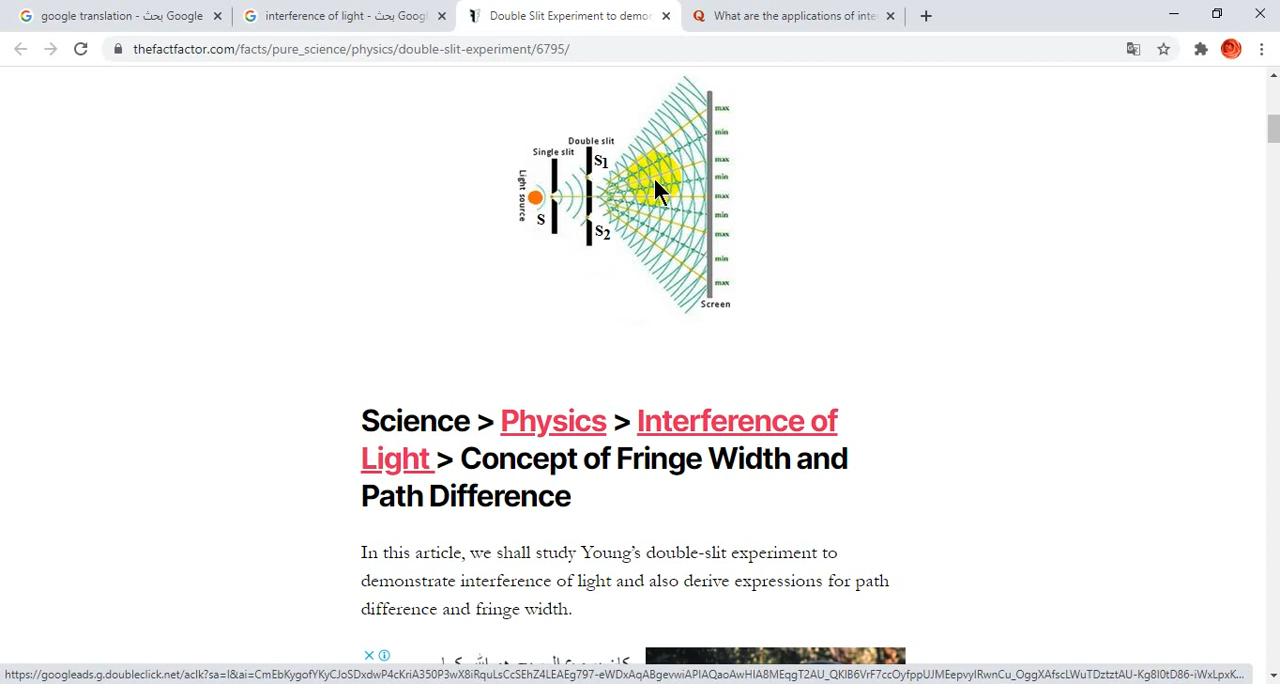 google translation - بحث Google
interference of light - بحث Googl
Double Slit Experiment to demon
What are the applications of inte
thefactfactor.com/facts/pure_science/physics/double-slit-experiment/6795/
Double slit
Single slit
S1
Light source
S
S2
max
min
max
min
max
min
max
min
max
Screen
Science > Physics > Interference of
Light > Concept of Fringe Width and
Path Difference
In this article, we shall study Young's double-slit experiment to
demonstrate interference of light and also derive expressions for path
difference and fringe width.